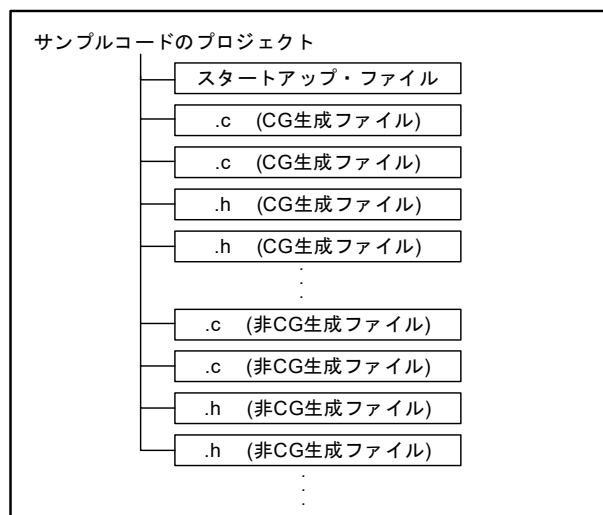 サンプルコードのプロジェクト
スタートアップ・ファイル
.c (CG生成ファイル)
.c (CG生成ファイル)
.h (CG生成ファイル)
.h (CG生成ファイル)
.
.
.
.c (非CG生成ファイル)
.c (非CG生成ファイル)
.h (非CG生成ファイル)
.h (非CG生成ファイル)
.
.
.